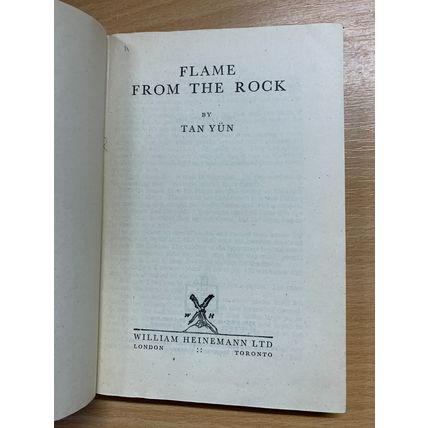 FLAME
FROM THE ROCK
BY
TAN YÜN
W H
WILLIAM HEINEMANN LTD
LONDON :: TORONTO